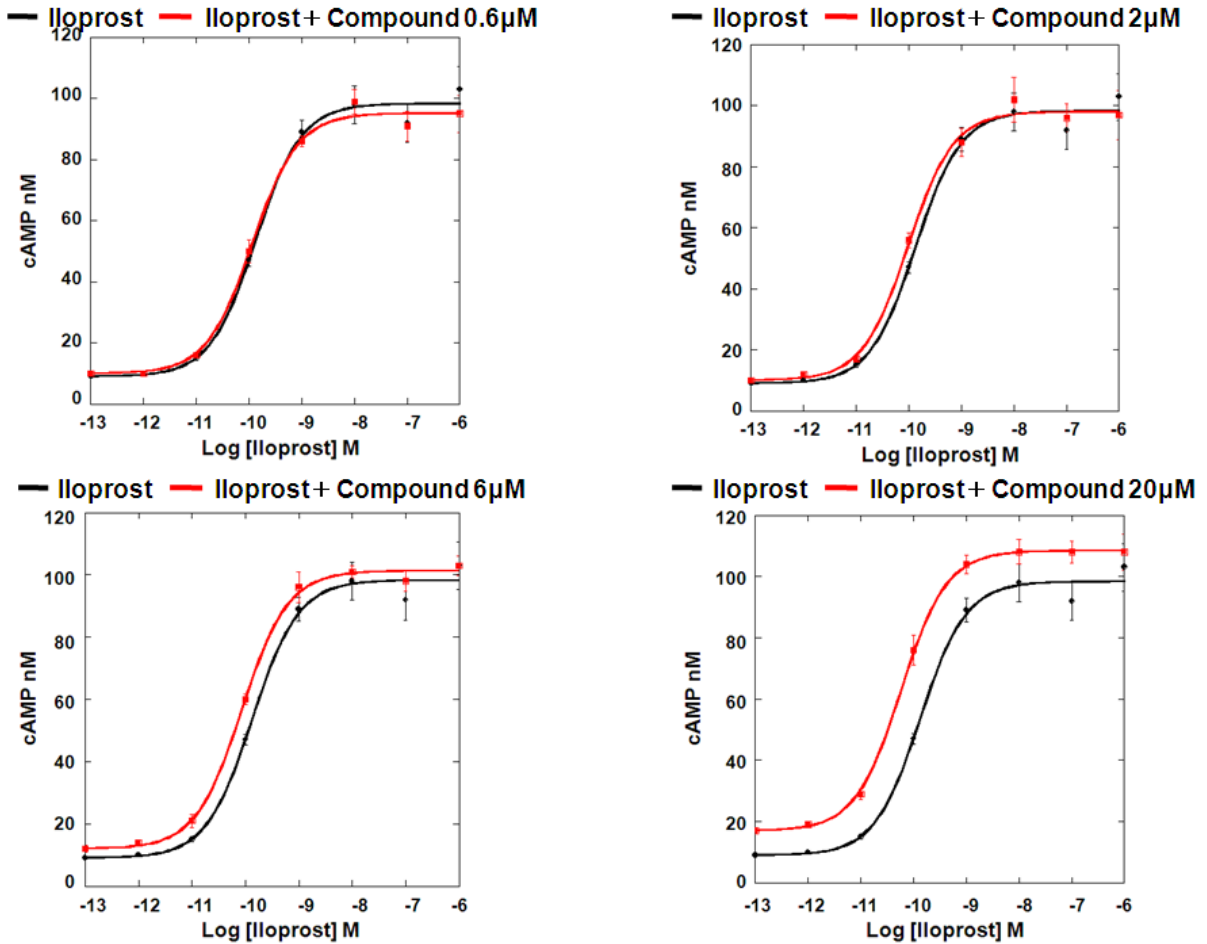 Iloprost Iloprost + Compound 0.6µM
120
100
80
60
40
20
0
cAMP nM
-13 -12 -11 -10 -9 -8 -7 -6
Log [Iloprost] M
Iloprost Iloprost + Compound 2µM
120
100
80
60
40
20
0
cAMP nM
-13 -12 -11 -10 -9 -8 -7 -6
Log [Iloprost] M
Iloprost Iloprost + Compound 6µM
120
100
80
60
40
20
0
cAMP nM
-13 -12 -11 -10 -9 -8 -7 -6
Log [Iloprost] M
Iloprost Iloprost + Compound 20µM
120
100
80
60
40
20
0
cAMP nM
-13 -12 -11 -10 -9 -8 -7 -6
Log [Iloprost] M